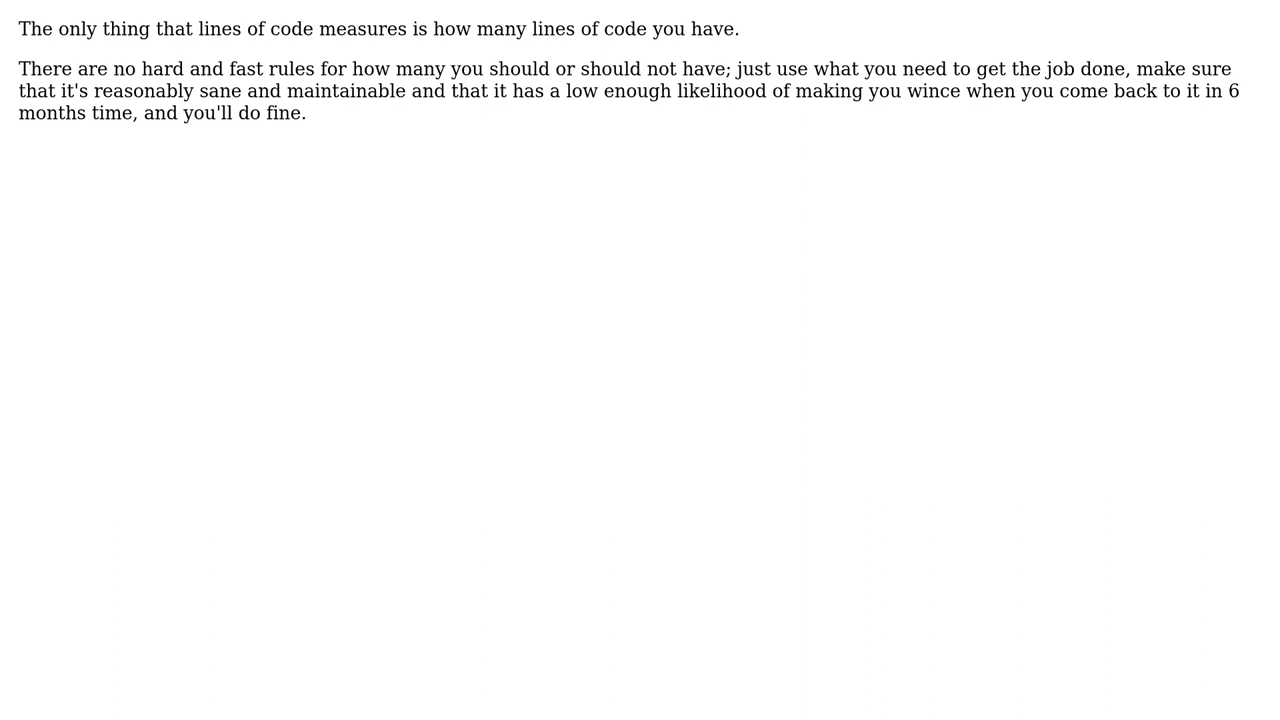 The only thing that lines of code measures is how many lines of code you have.
There are no hard and fast rules for how many you should or should not have; just use what you need to get the job done, make sure
that it's reasonably sane and maintainable and that it has a low enough likelihood of making you wince when you come back to it in 6
months time, and you'll do fine.